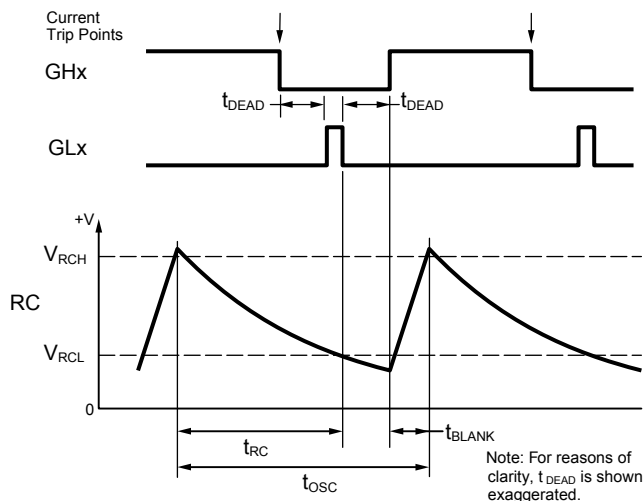 Current
Trip Points
GHx
tDEAD tDEAD
GLx
+V
VRCH
RC
VRCL
0
tRC
tBLANK
tOSC
Note: For reasons of
clarity, tDEAD is shown
exaggerated.